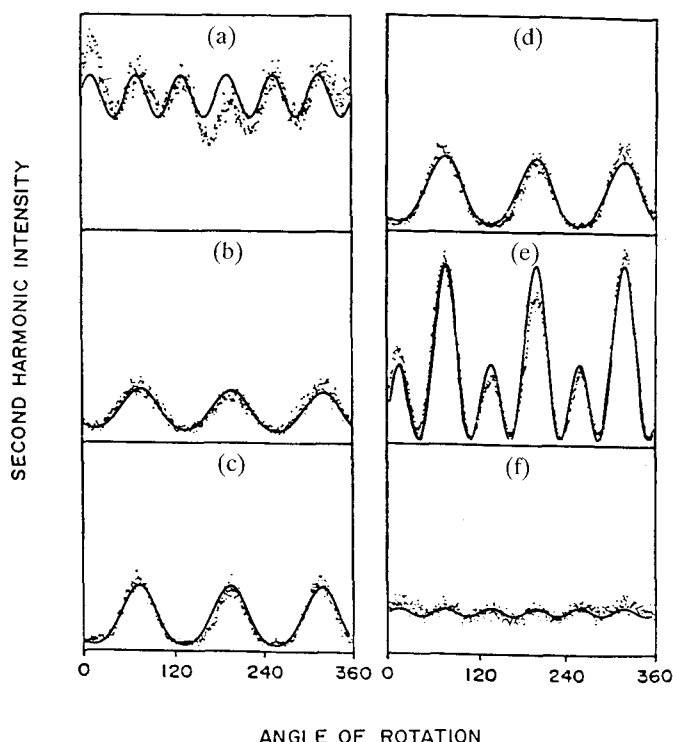 SECOND HARMONIC INTENSITY
(a)
(d)
(b)
(e)
(c)
(f)
0 120 240 360
0 120 240 360
ANGLE OF ROTATION